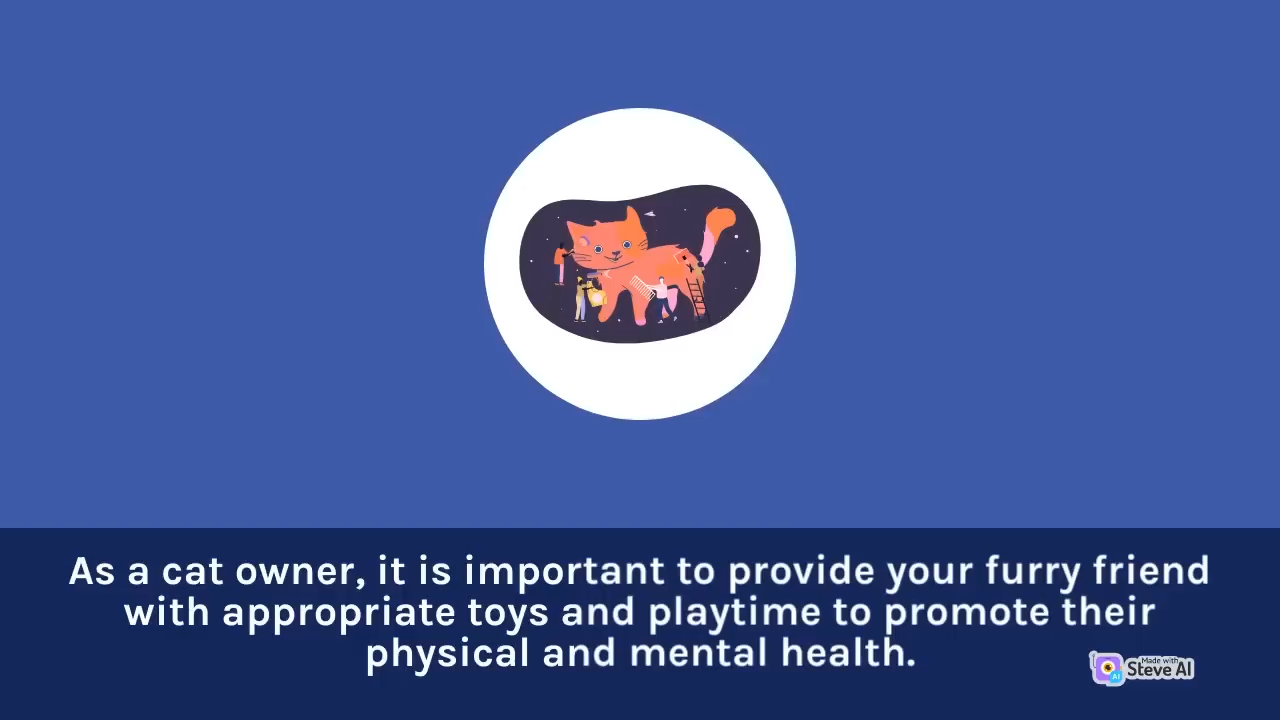 As a cat owner, it is important to provide your furry friend
with appropriate toys and playtime to promote their
physical and mental health.
Made with
Steve AI
AI